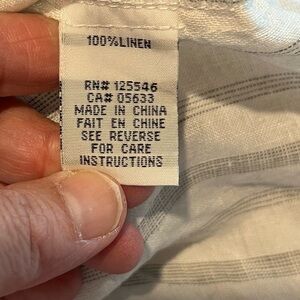 100%LINEN
RN# 125546
CA# 05633
MADE IN CHINA
FAIT EN CHINE
SEE REVERSE
FOR CARE
INSTRUCTIONS